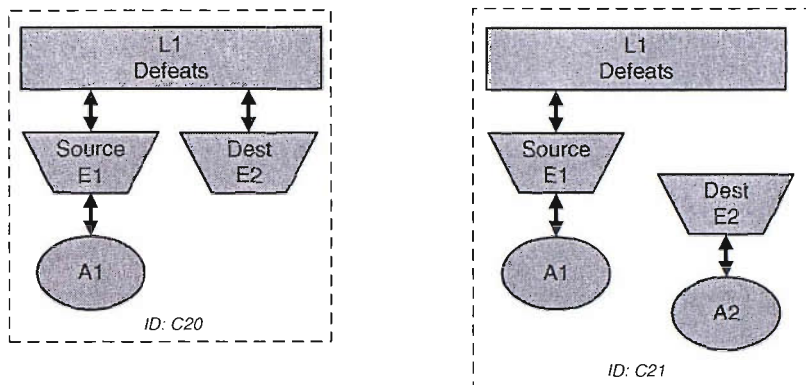 L1
Defeats
Source
E1
Dest
E2
A1
ID: C20
L1
Defeats
Source
E1
Dest
E2
A1
A2
ID: C21